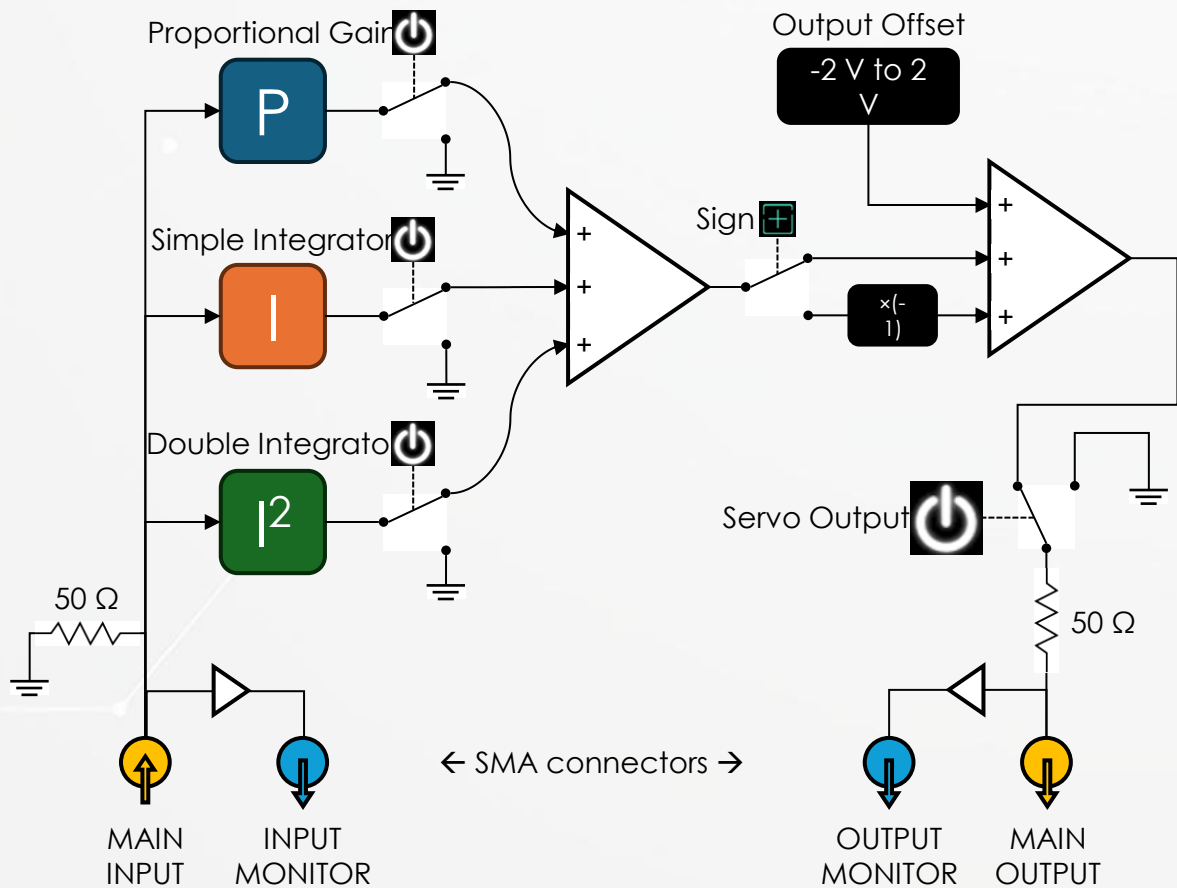 Proportional Gain
P
Simple Integrator
I
Double Integrato
I2
50 Ω
MAIN
INPUT
INPUT
MONITOR
+
+
+
Sign
+
Output Offset
-2 V to 2
V
×(-
1)
+
+
+
Servo Output
50 Ω
← SMA connectors →
OUTPUT
MONITOR
MAIN
OUTPUT